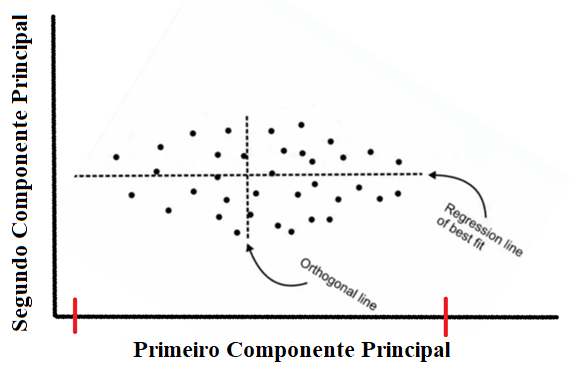 Segundo Componente Principal
Regression line
of best fit
Orthogonal line
Primeiro Componente Principal